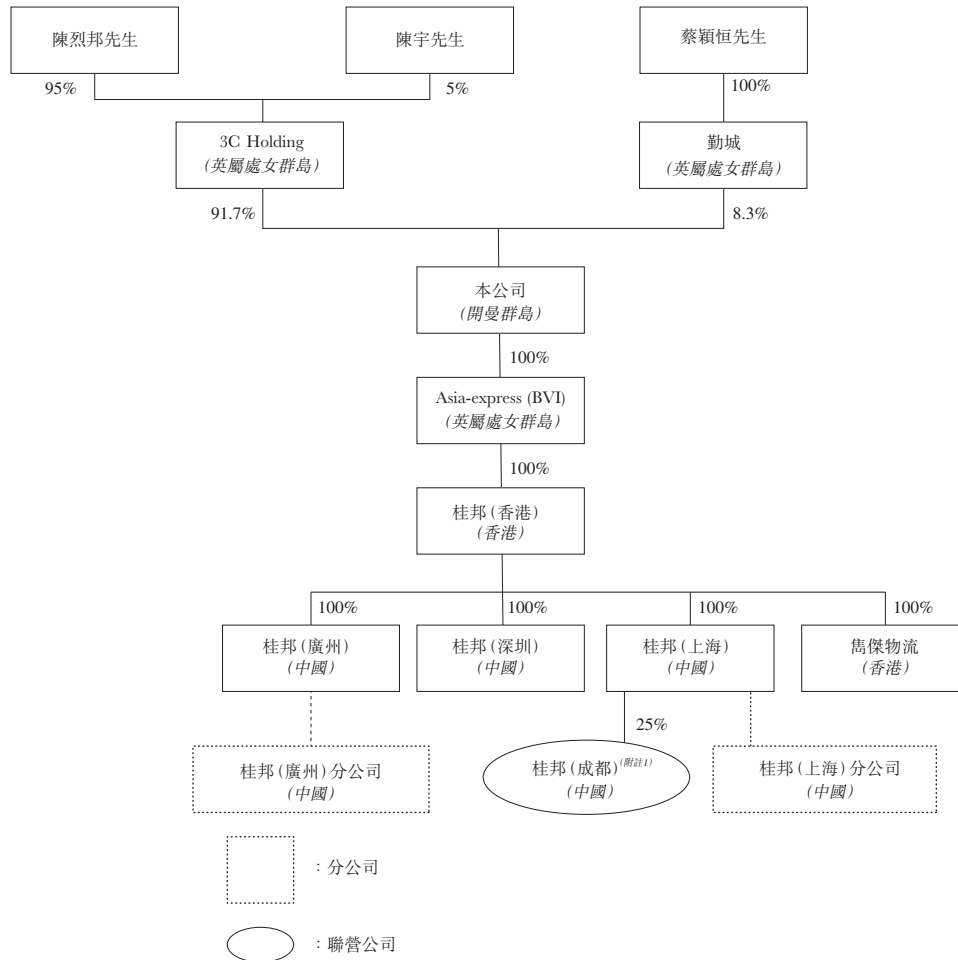 陳烈邦先生
陳宇先生
蔡穎恒先生
95%
5%
100%
3C Holding
(英屬處女群島)
勤城
(英屬處女群島)
91.7%
8.3%
本公司
(開曼群島)
100%
Asia-express (BVI)
(英屬處女群島)
100%
桂邦(香港)
(香港)
100%
100%
100%
100%
桂邦(廣州)
(中國)
桂邦(深圳)
(中國)
桂邦(上海)
(中國)
雋傑物流
(香港)
25%
桂邦(廣州)分公司
(中國)
桂邦(成都)(附註1)
(中國)
桂邦(上海)分公司
(中國)
：分公司
：聯營公司